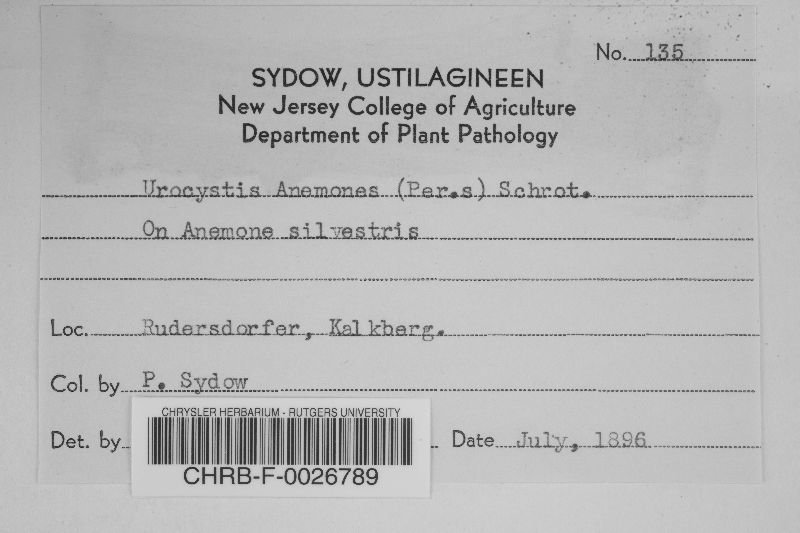 No. 135
SYDOW, USTILAGINEEN
New Jersey College of Agriculture
Department of Plant Pathology
Urocystis Anemones (Per.s) Schrot.
On Anemone silvestris
Loc. Rudersdorfer, Kalkberg.
Col. by P. Sydow
Det. by
Date July, 1896
CHRYSLER HERBARIUM - RUTGERS UNIVERSITY
CHRB-F-0026789